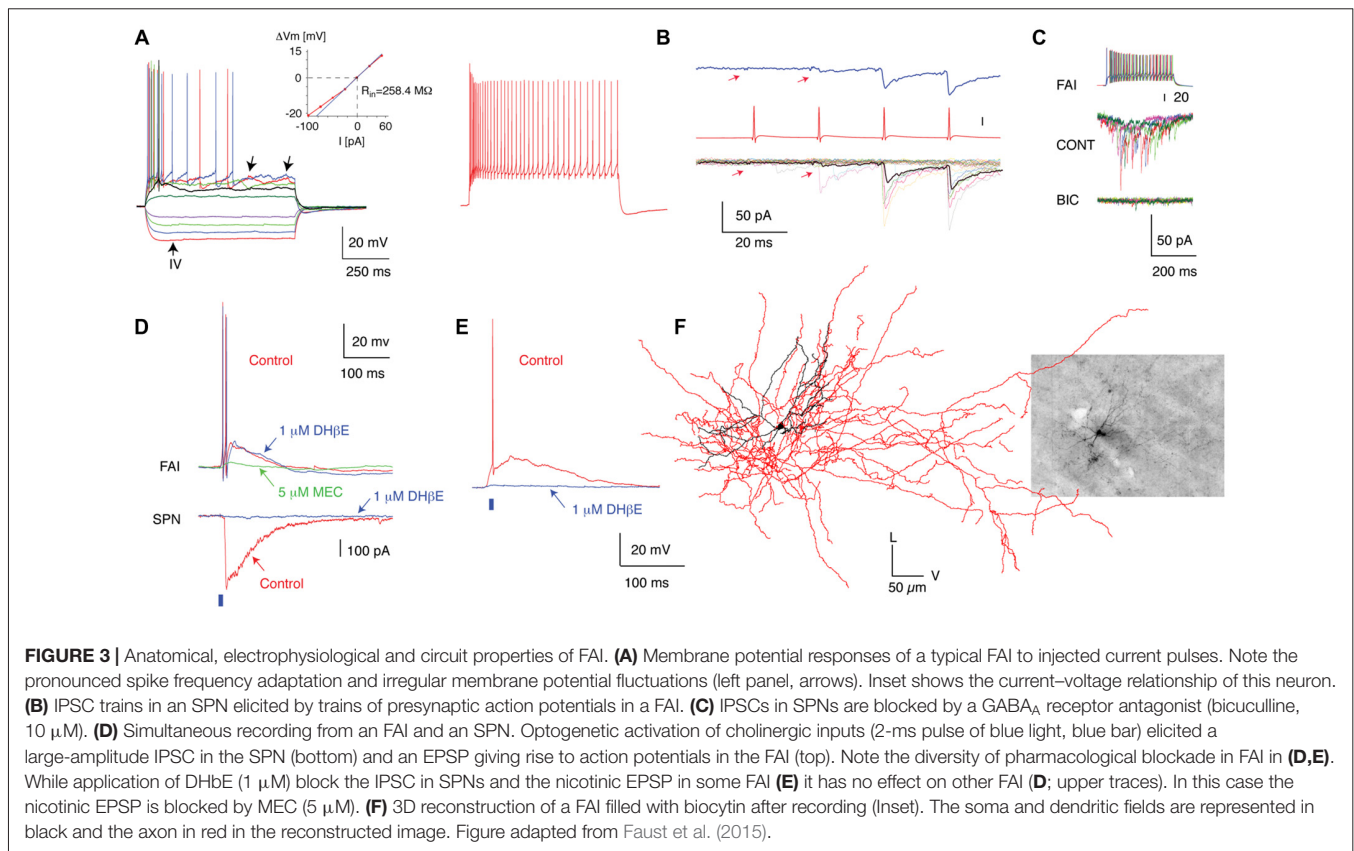 A
ΔVm [mV]
15
0
-20
-100
0
60
I [pA]
Rin=258.4 MΩ
IV
20 mV
250 ms
B
I
50 pA
20 ms
C
FAI
I 20
CONT
BIC
50 pA
200 ms
D
20 mv
100 ms
Control
1 μM DHβE
FAI
5 μM MEC
1 μM DHβE
SPN
100 pA
Control
E
Control
1 μM DHβE
20 mV
100 ms
F
L
V
50 μm
FIGURE 3 | Anatomical, electrophysiological and circuit properties of FAI. (A) Membrane potential responses of a typical FAI to injected current pulses. Note the
pronounced spike frequency adaptation and irregular membrane potential fluctuations (left panel, arrows). Inset shows the current–voltage relationship of this neuron.
(B) IPSC trains in an SPN elicited by trains of presynaptic action potentials in a FAI. (C) IPSCs in SPNs are blocked by a GABAA receptor antagonist (bicuculline,
10 μM). (D) Simultaneous recording from an FAI and an SPN. Optogenetic activation of cholinergic inputs (2-ms pulse of blue light, blue bar) elicited a
large-amplitude IPSC in the SPN (bottom) and an EPSP giving rise to action potentials in the FAI (top). Note the diversity of pharmacological blockade in FAI in (D,E).
While application of DHbE (1 μM) block the IPSC in SPNs and the nicotinic EPSP in some FAI (E) it has no effect on other FAI (D; upper traces). In this case the
nicotinic EPSP is blocked by MEC (5 μM). (F) 3D reconstruction of a FAI filled with biocytin after recording (Inset). The soma and dendritic fields are represented in
black and the axon in red in the reconstructed image. Figure adapted from Faust et al. (2015).